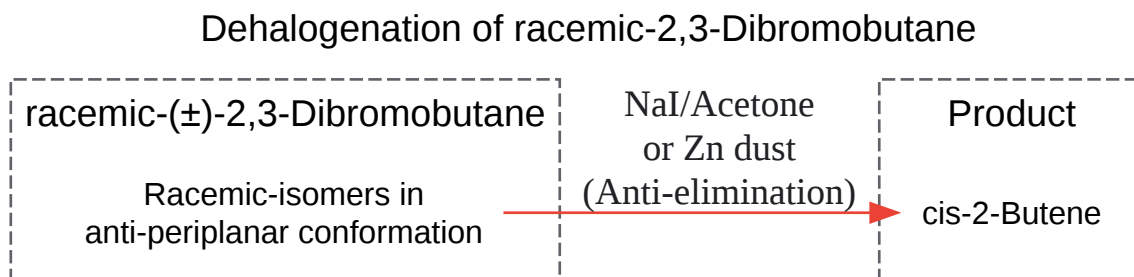 Dehalogenation of racemic-2,3-Dibromobutane
racemic-(±)-2,3-Dibromobutane
Racemic-isomers in
anti-periplanar conformation
NaI/Acetone
or Zn dust
(Anti-elimination)
Product
cis-2-Butene